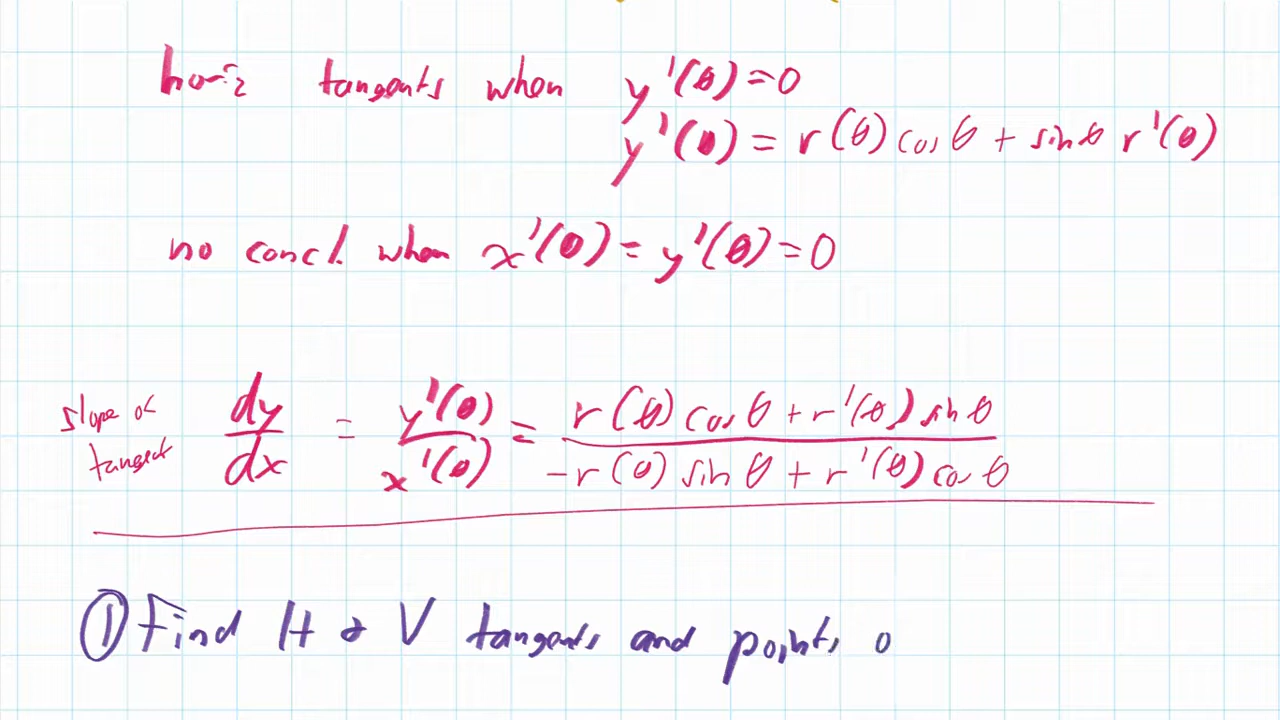 horiz tangents when y'(θ)=0
y'(θ) = r(θ) cos θ + sin θ r'(θ)
no concl. when x'(θ) = y'(θ) = 0
slope of tangent dy/dx = y'(θ)/x'(θ) = r(θ) cos θ + r'(θ) sin θ / -r(θ) sin θ + r'(θ) cos θ
① Find H & V tangents and points o